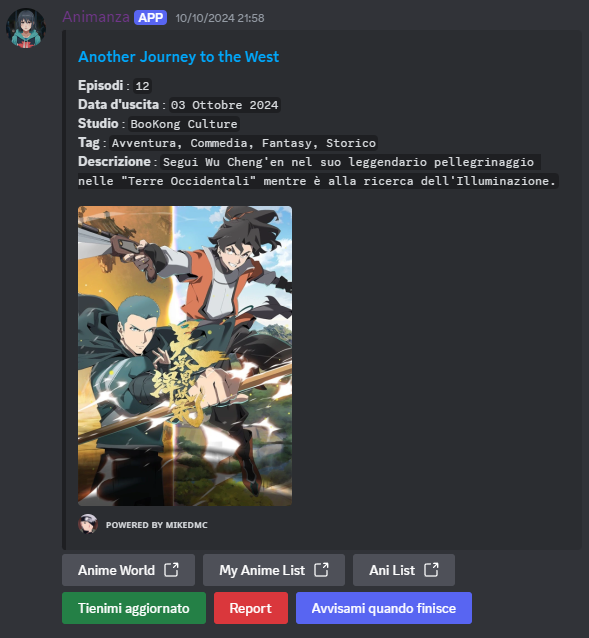 Animanza APP 10/10/2024 21:58
Another Journey to the West
Episodi : 12
Data d'uscita : 03 Ottobre 2024
Studio : BooKong Culture
Tag : Avventura, Commedia, Fantasy, Storico
Descrizione : Segui Wu Cheng'en nel suo leggendario pellegrinaggio
nelle "Terre Occidentali" mentre è alla ricerca dell'Illuminazione.
POWERED BY MIKEDMC
Anime World
My Anime List
Ani List
Tienimi aggiornato
Report
Avvisami quando finisce